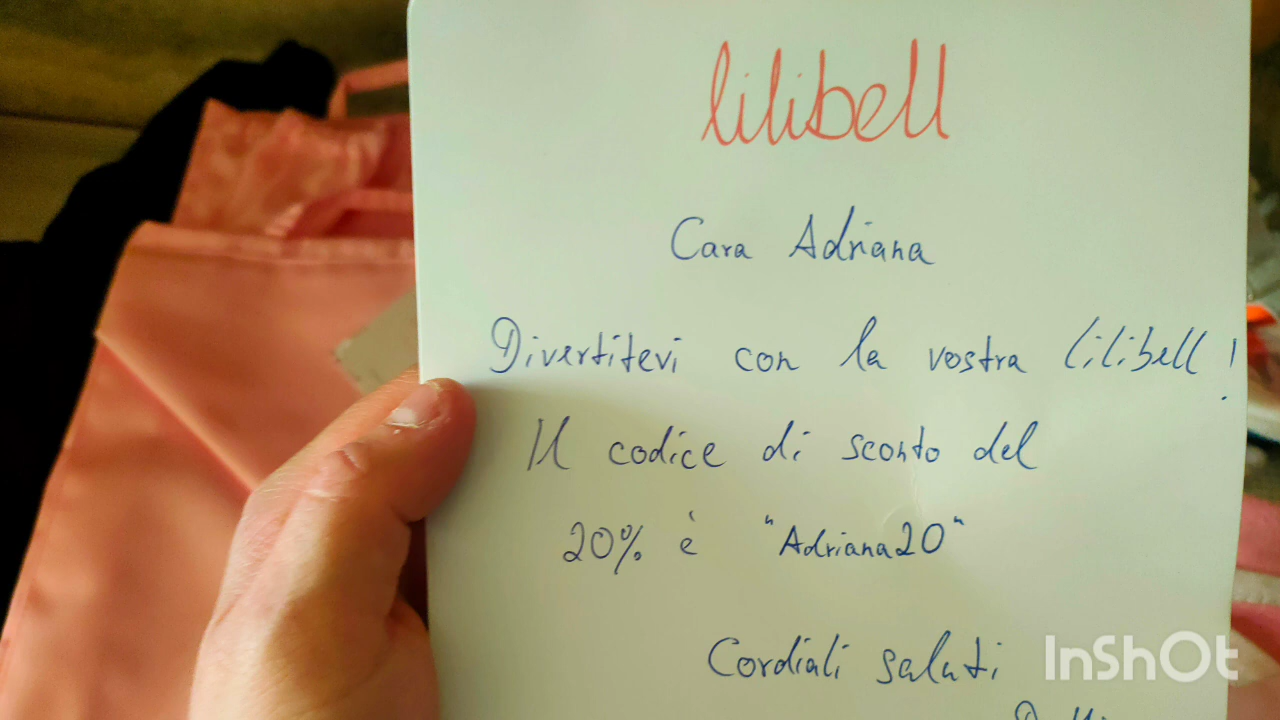 lilibell
Cara Adriana
Divertitevi con la vostra lilibell!
Il codice di sconto del
20% è "Adriana20"
Cordiali saluti
InShOt